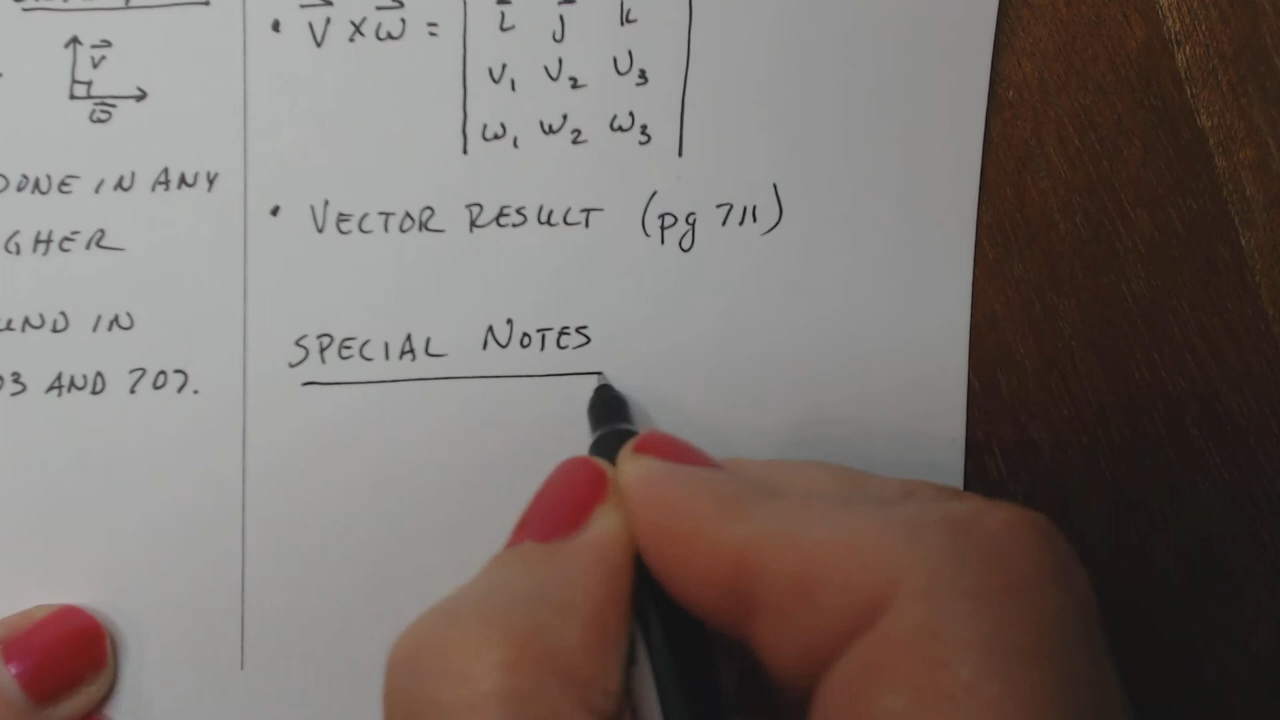 v
w
DONE IN ANY
GHER
UND IN
03 AND 707.
• v × w = | i j k |
| v₁ v₂ v₃ |
| w₁ w₂ w₃ |
• VECTOR RESULT (pg 711)
SPECIAL NOTES